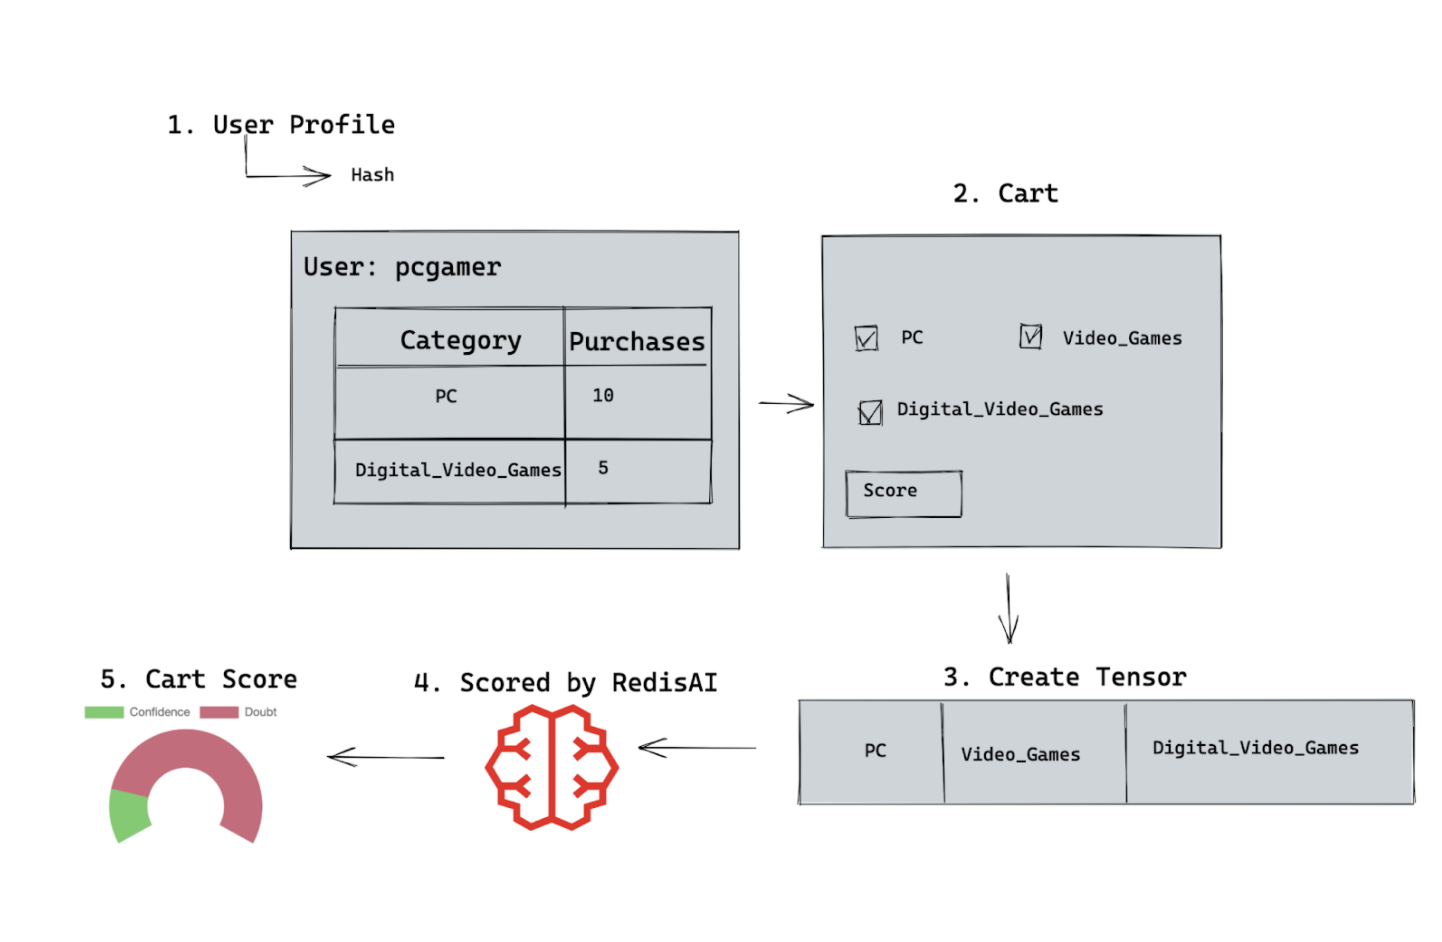 1. User Profile
Hash
User: pcgamer
Category Purchases
PC 10
Digital_Video_Games 5
2. Cart
PC Video_Games
Digital_Video_Games
Score
3. Create Tensor
PC Video_Games Digital_Video_Games
4. Scored by RedisAI
5. Cart Score
Confidence Doubt